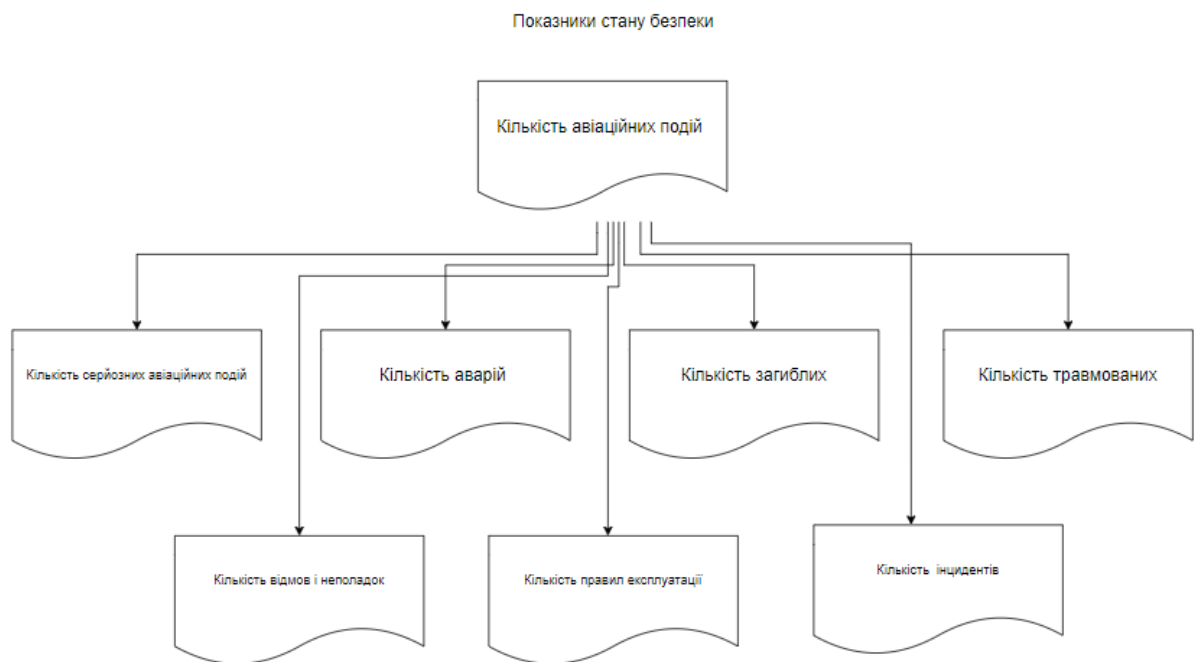 Показники стану безпеки
Кількість авіаційних подій
Кількість серйозних авіаційних подій
Кількість аварій
Кількість загиблих
Кількість травмованих
Кількість відмов і неполадок
Кількість правил експлуатації
Кількість інцидентів